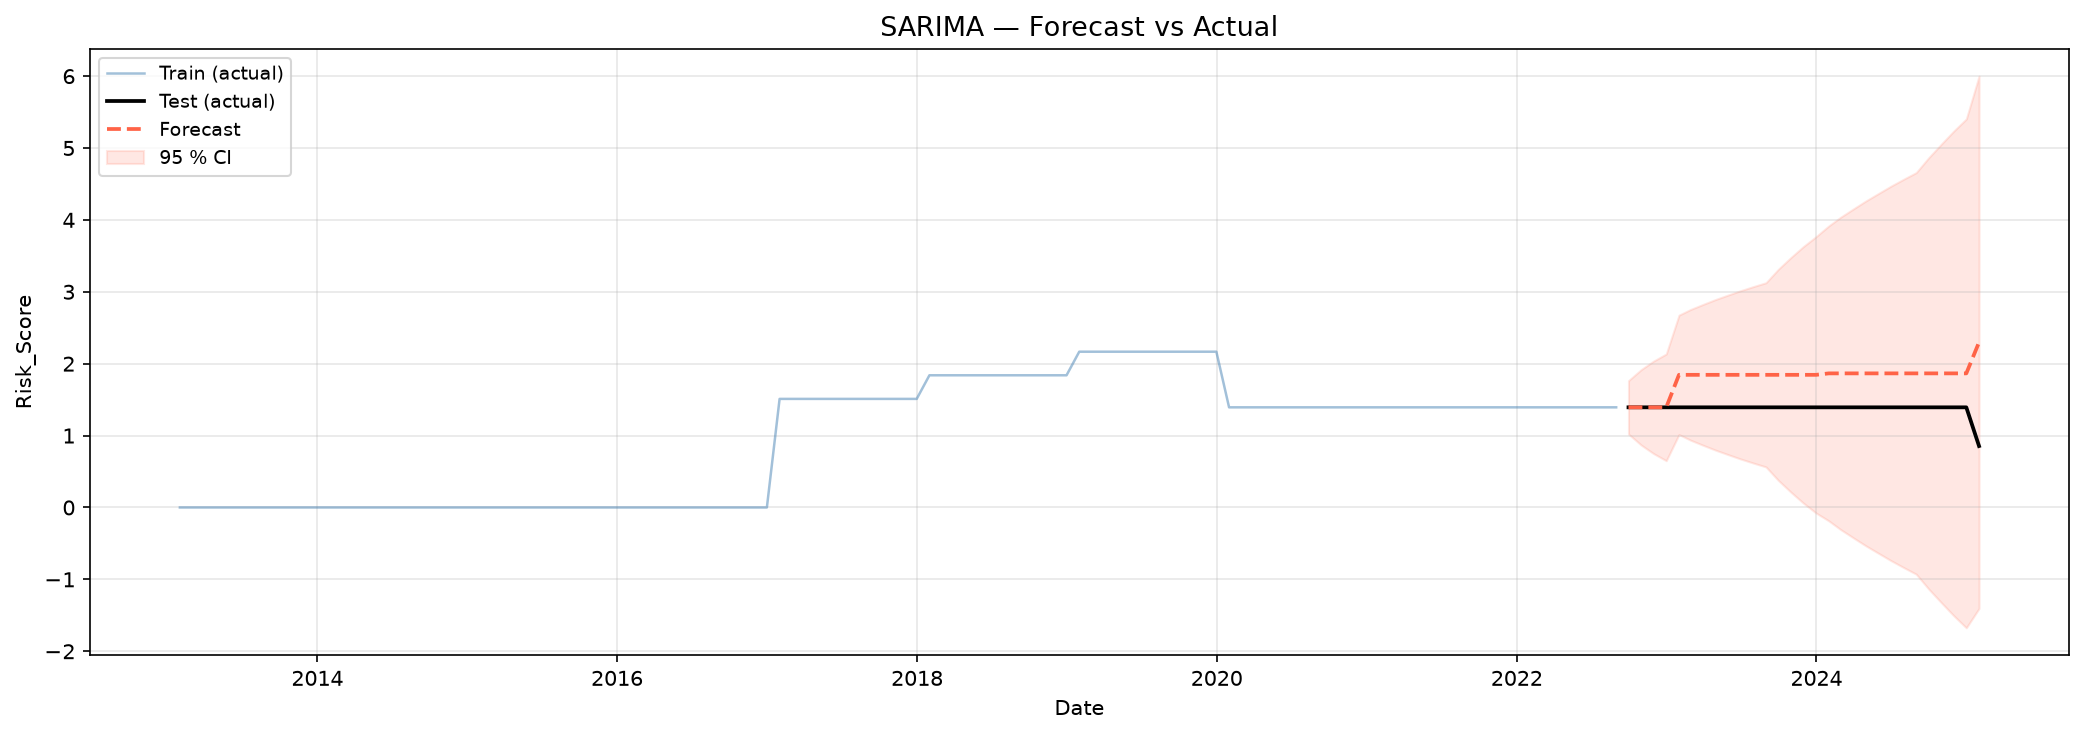 SARIMA — Forecast vs Actual
Train (actual)
Test (actual)
Forecast
95 % CI
6
5
4
3
2
1
0
−1
−2
Risk_Score
2014
2016
2018
2020
2022
2024
Date